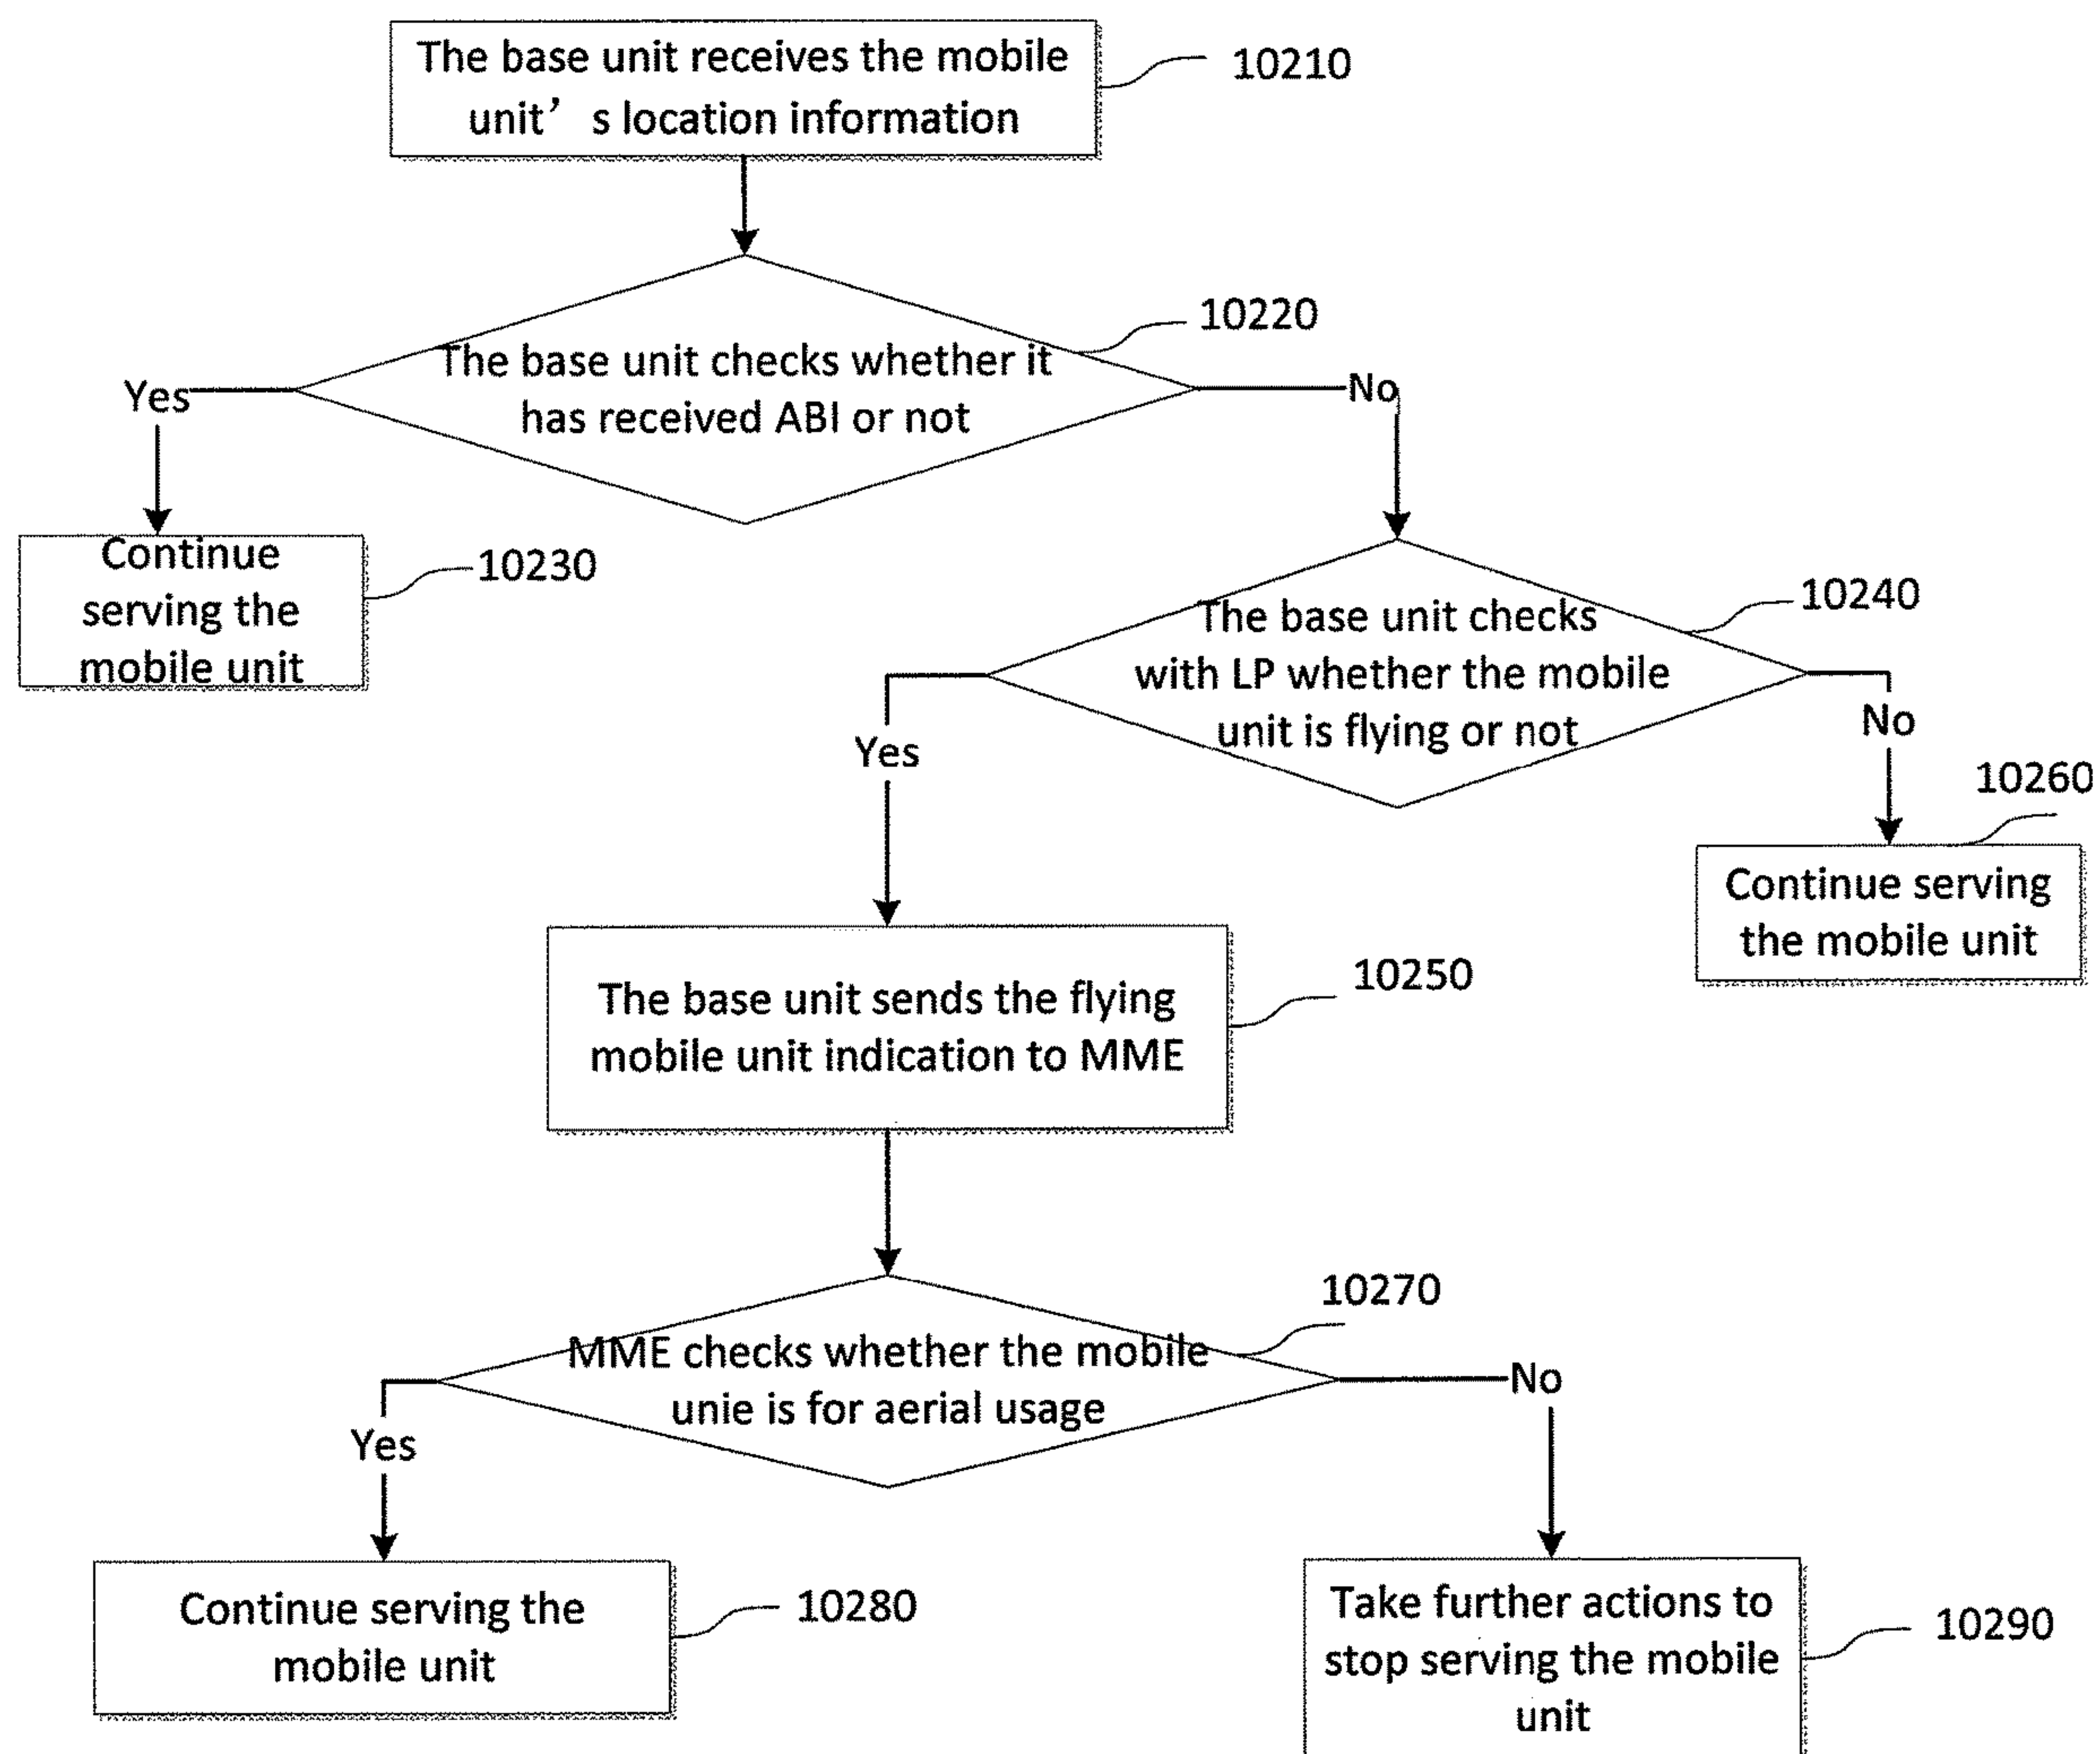 The base unit receives the mobile
unit’ s location information
10210
10220
The base unit checks whether it
has received ABI or not
Yes
No
Continue
serving the
mobile unit
10230
10240
The base unit checks
with LP whether the mobile
unit is flying or not
Yes
No
10260
Continue serving
the mobile unit
The base unit sends the flying
mobile unit indication to MME
10250
10270
MME checks whether the mobile
unie is for aerial usage
Yes
No
Continue serving the
mobile unit
10280
Take further actions to
stop serving the mobile
unit
10290